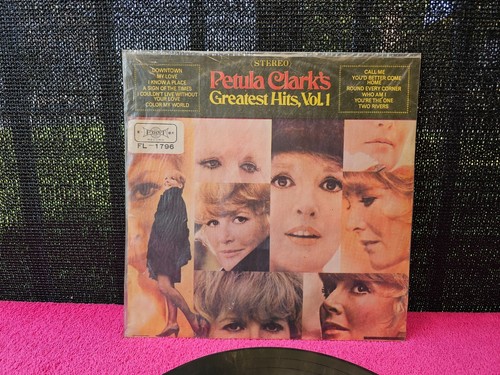 STEREO
Petula Clark's
Greatest Hits, Vol. 1
DOWNTOWN
MY LOVE
I KNOW A PLACE
A SIGN OF THE TIMES
I COULDN'T LIVE WITHOUT
YOUR LOVE
COLOR MY WORLD
CALL ME
YOU'D BETTER COME
HOME
ROUND EVERY CORNER
WHO AM I
YOU'RE THE ONE
TWO RIVERS
FL-1796